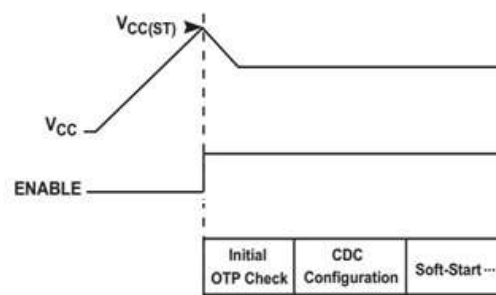 VCC(ST)
VCC
ENABLE
Initial
OTP Check
CDC
Configuration
Soft-Start ···